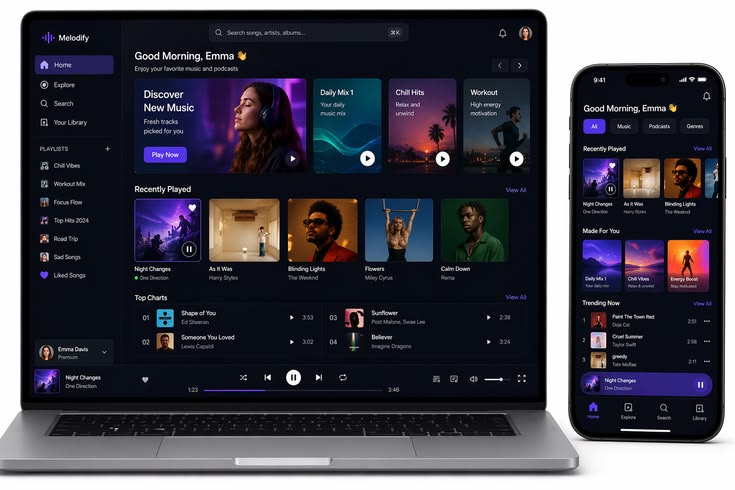 Melodify
Search songs, artists, albums...
⌘K
Home
Explore
Search
Your Library
PLAYLISTS +
Chill Vibes
Workout Mix
Focus Flow
Top Hits 2024
Road Trip
Sad Songs
Liked Songs
Emma Davis
Premium
Good Morning, Emma 👋
Enjoy your favorite music and podcasts
Discover
New Music
Fresh tracks
picked for you
Play Now
Daily Mix 1
Your daily
music mix
Chill Hits
Relax and
unwind
Workout
High energy
motivation
Recently Played
View All
Night Changes
One Direction
As It Was
Harry Styles
Blinding Lights
The Weeknd
Flowers
Miley Cyrus
Calm Down
Rema
Top Charts
View All
01 Shape of You
Ed Sheeran
3:53
02 Someone You Loved
Lewis Capaldi
3:02
03 Sunflower
Post Malone, Swae Lee
2:38
04 Believer
Imagine Dragons
3:24
Night Changes
One Direction
1:23
3:46
9:41
Good Morning, Emma 👋
All
Music
Podcasts
Genres
Recently Played
View All
Night Changes
One Direction
As It Was
Harry Styles
Blinding Lights
The Weeknd
Made For You
View All
Daily Mix 1
Your daily mix
Chill Vibes
Relax & unwind
Energy Boost
Stay motivated
Trending Now
View All
1 Paint The Town Red
Doja Cat
2:51
2 Cruel Summer
Taylor Swift
2:58
3 greedy
Tate McRae
2:11
Night Changes
One Direction
Home
Explore
Search
Library